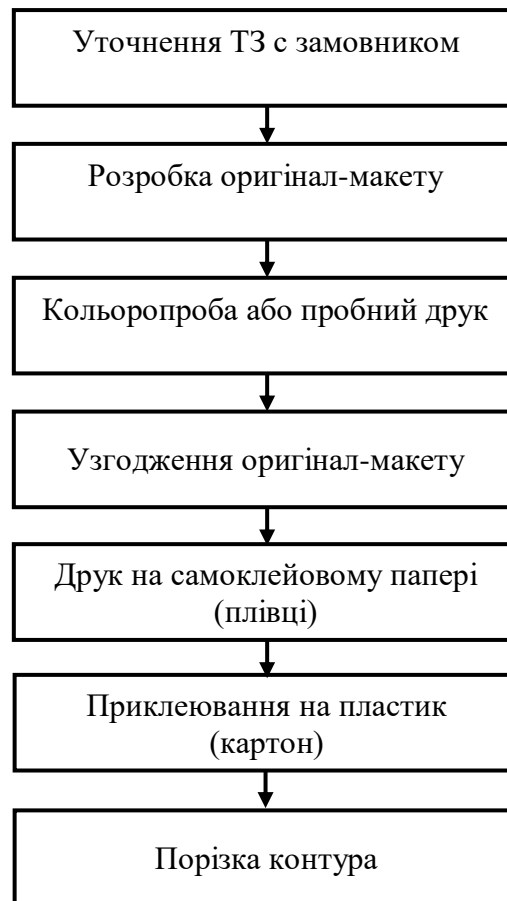 Уточнення ТЗ с замовником
Розробка оригінал-макету
Кольоропроба або пробний друк
Узгодження оригінал-макету
Друк на самоклейовому папері
(плівці)
Приклеювання на пластик
(картон)
Порізка контура